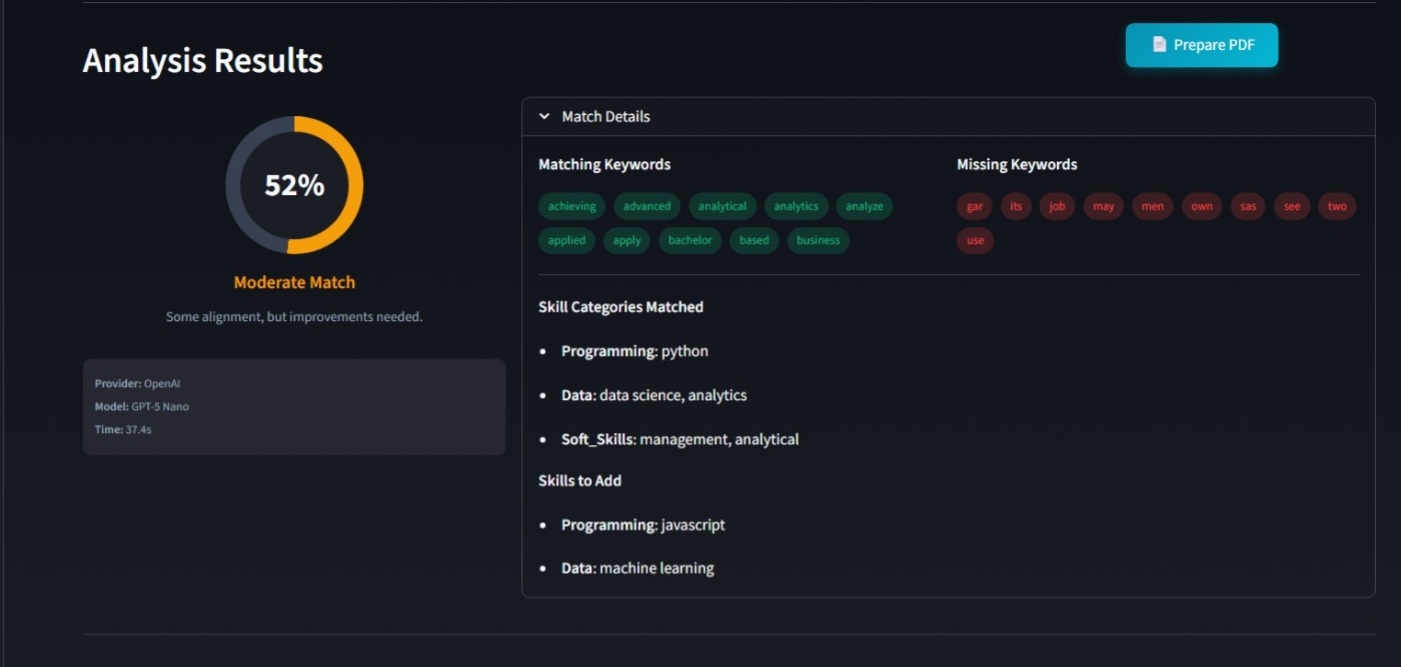 📄 Prepare PDF
Analysis Results
52%
Moderate Match
Some alignment, but improvements needed.
Provider: OpenAI
Model: GPT-5 Nano
Time: 37.4s
Match Details
Matching Keywords
achieving advanced analytical analytics analyze
applied apply bachelor based business
Missing Keywords
gar its job may men own sas see two
use
Skill Categories Matched
• Programming: python
• Data: data science, analytics
• Soft_Skills: management, analytical
Skills to Add
• Programming: javascript
• Data: machine learning